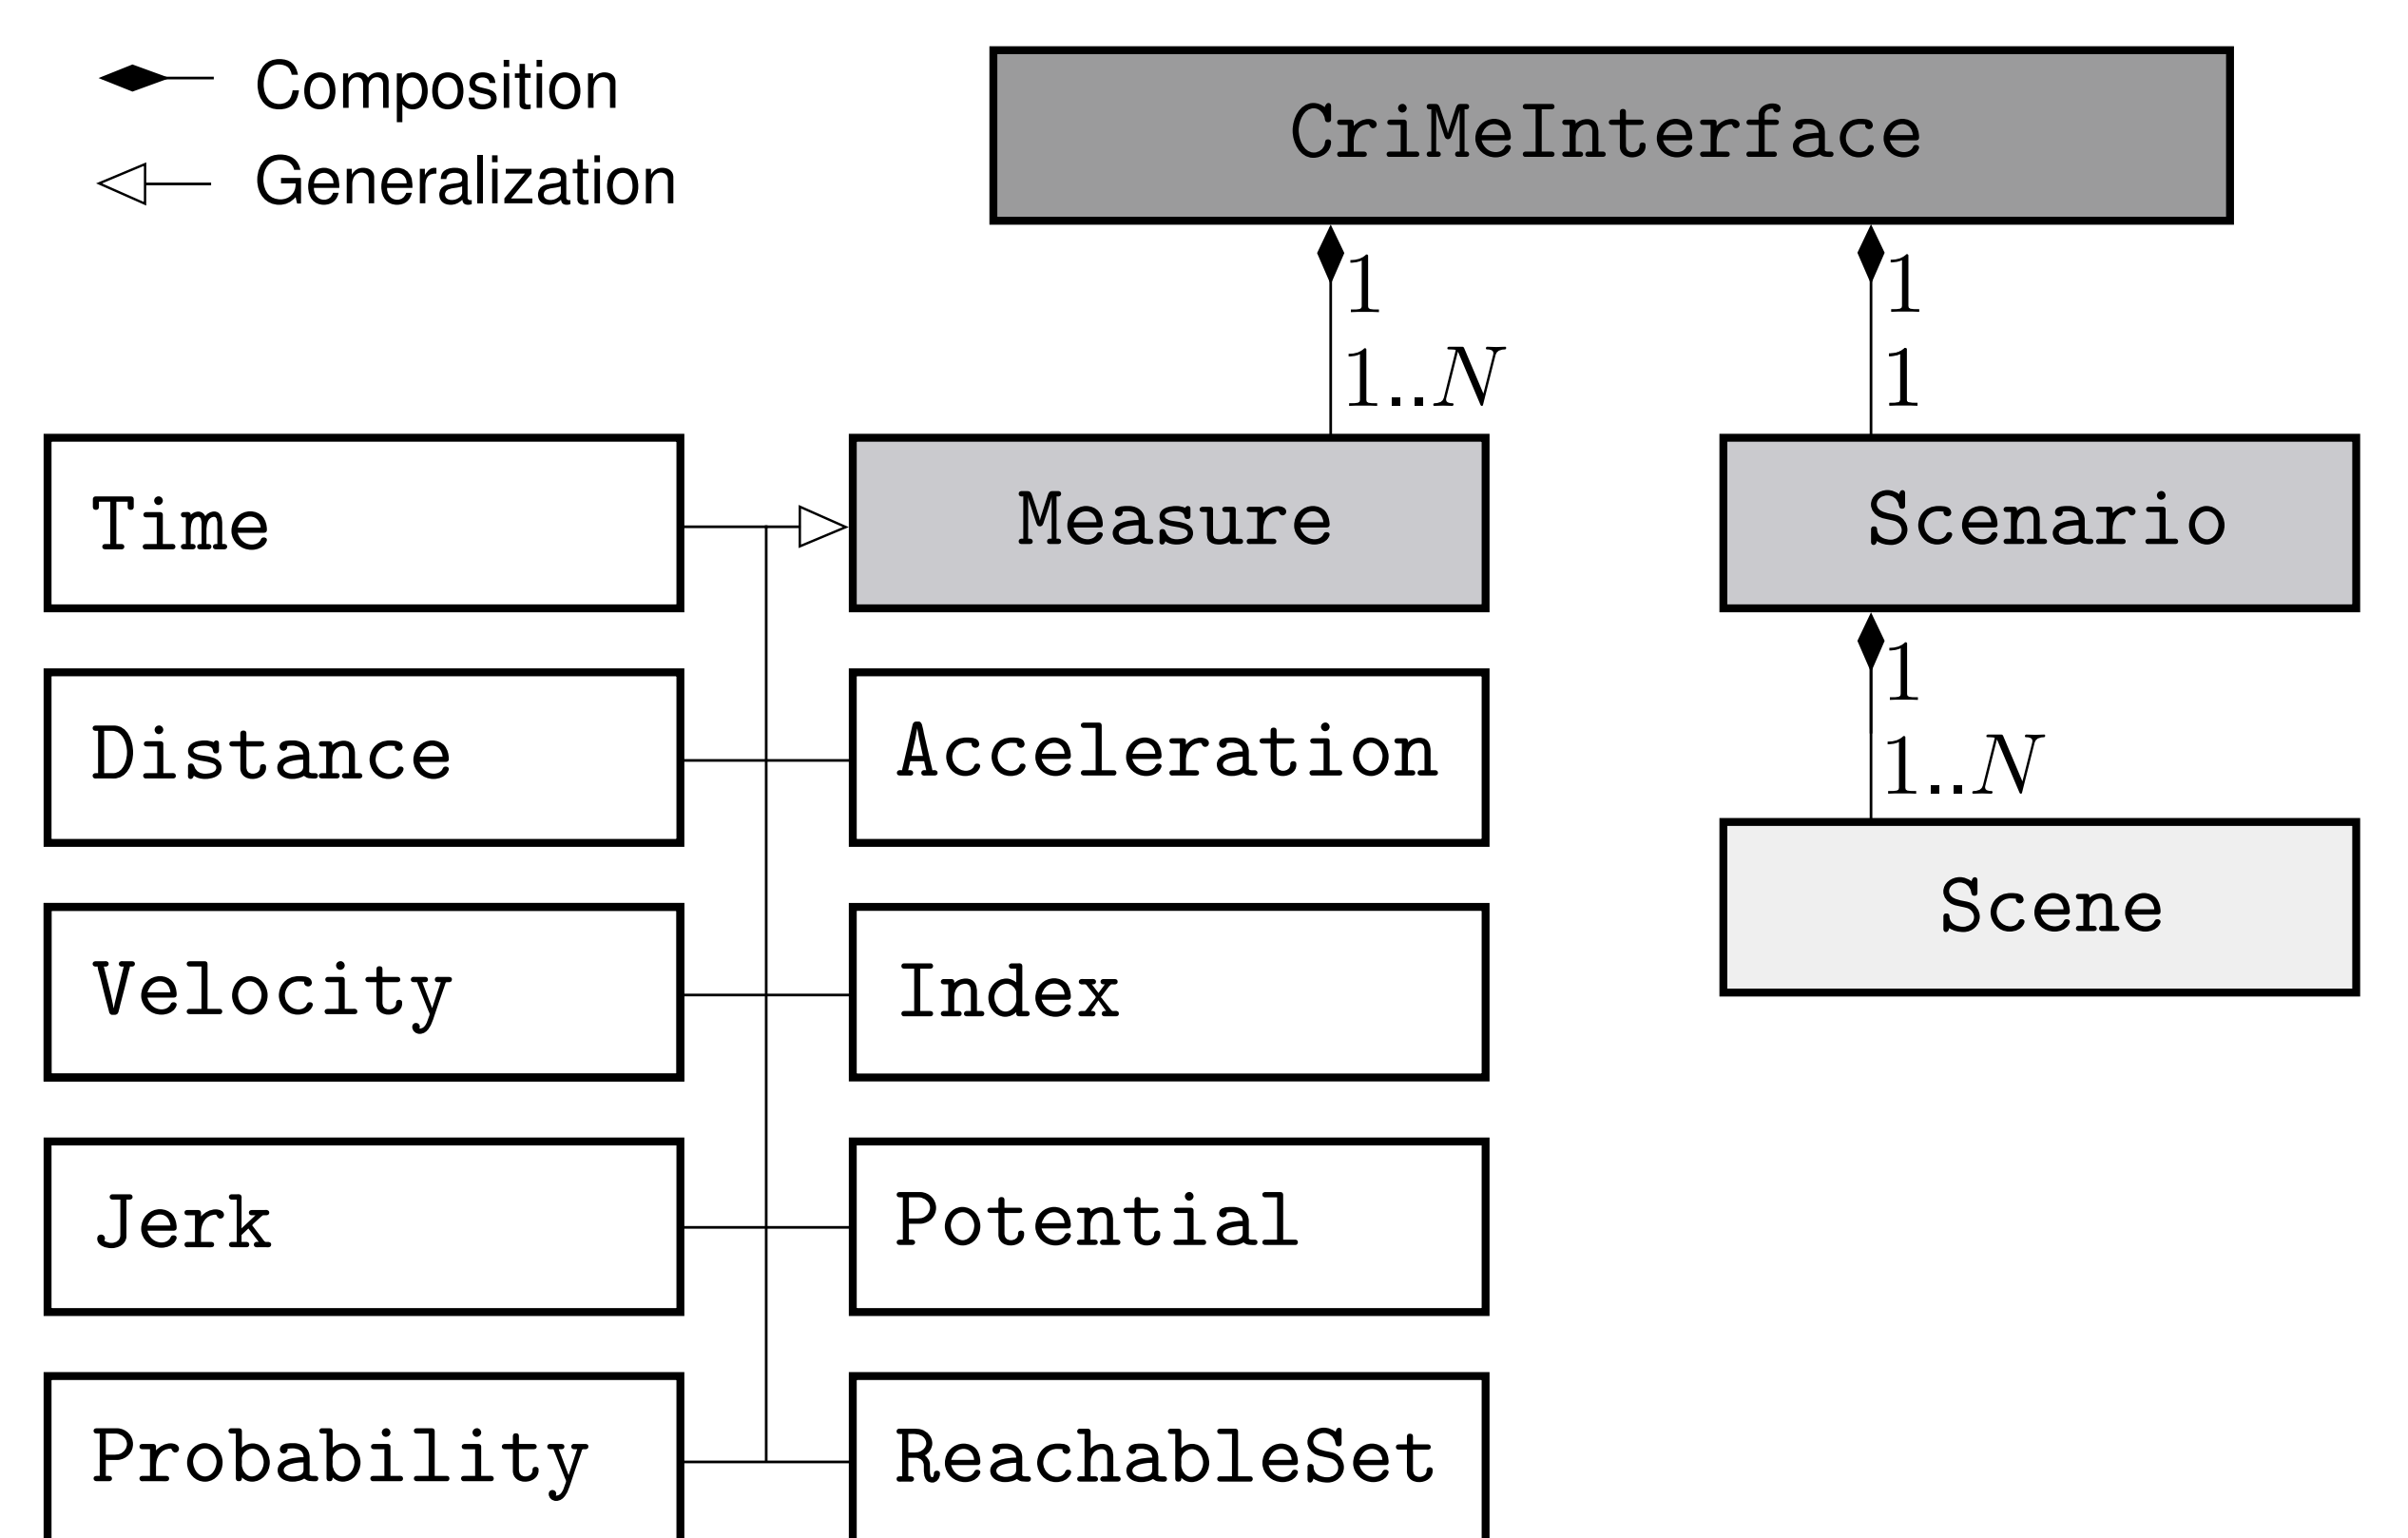 Composition
Generalization
CriMeInterface
1
1..N
1
1
Time
Measure
Scenario
1
1..N
Distance
Acceleration
Scene
Velocity
Index
Jerk
Potential
Probability
ReachableSet